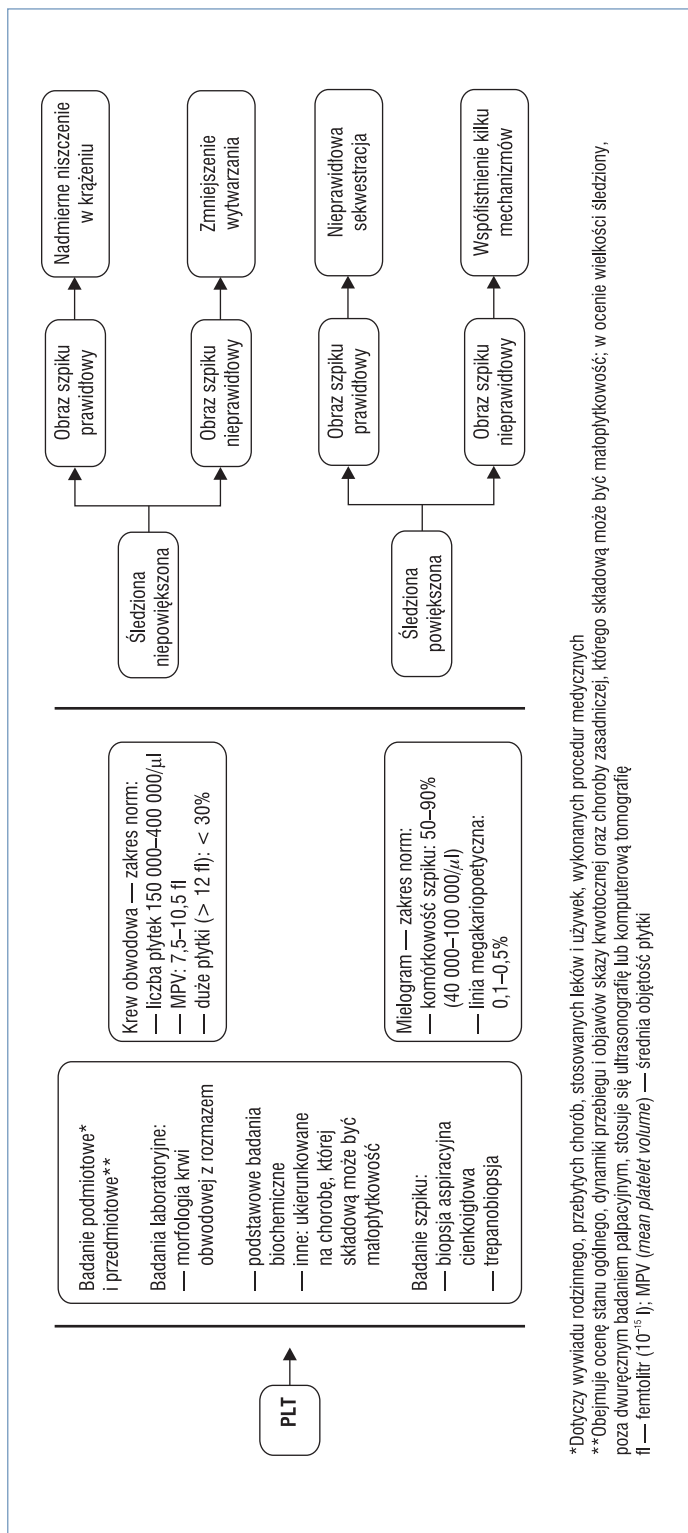 PLT
Badanie podmiotowe*
i przedmiotowe**
Badania laboratoryjne:
— morfologia krwi
obwodowej z rozmazem
— podstawowe badania
biochemiczne
— inne: ukierunkowane
na chorobę, której
składową może być
małopłytkowość
Badanie szpiku:
— biopsja aspiracyjna
cienkoigłowa
— trepanobiopsja
Krew obwodowa — zakres norm:
— liczba płytek 150 000–400 000/μl
— MPV: 7,5–10,5 fl
— duże płytki (> 12 fl): < 30%
Mielogram — zakres norm:
— komórkowość szpiku: 50–90%
(40 000–100 000/μl)
— linia megakariopoetyczna:
0,1–0,5%
Śledziona
niepowiększona
Obraz szpiku
prawidłowy
Nadmierne niszczenie
w krążeniu
Obraz szpiku
nieprawidłowy
Zmniejszenie
wytwarzania
Śledziona
powiększona
Obraz szpiku
prawidłowy
Nieprawidłowa
sekwestracja
Obraz szpiku
nieprawidłowy
Współistnienie kilku
mechanizmów
*Dotyczy wywiadu rodzinnego, przebytych chorób, stosowanych leków i używek, wykonanych procedur medycznych
**Obejmuje ocenę stanu ogólnego, dynamiki przebiegu i objawów skazy krwotocznej oraz choroby zasadniczej, którego składową może być małopłytkowość; w ocenie wielkości śledziony,
poza dwuręcznym badaniem palpacyjnym, stosuje się ultrasonografię lub komputerową tomografię
fl — femtolitr (10⁻¹⁵ l); MPV (mean platelet volume) — średnia objętość płytki